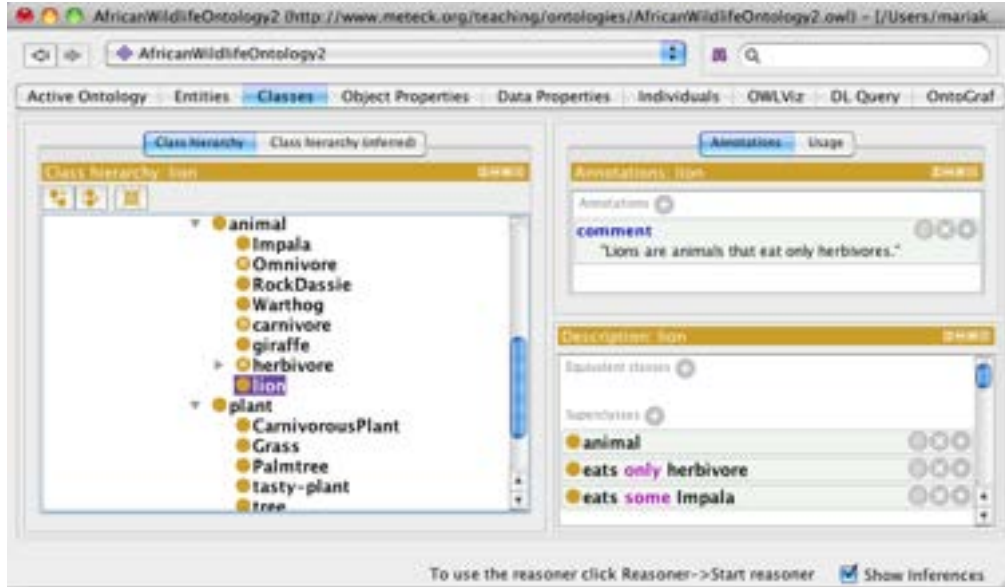 AfricanWildlifeOntology2 (http://www.meteck.org/teaching/ontologies/AfricanWildlifeOntology2.owl) – [/Users/mariak
AfricanWildlifeOntology2
Active Ontology Entities Classes Object Properties Data Properties Individuals OWLViz DL Query OntoGraf
Class hierarchy Class hierarchy (inferred)
Class hierarchy: lion
animal
Impala
Omnivore
RockDassie
Warthog
carnivore
giraffe
herbivore
lion
plant
CarnivorousPlant
Grass
Palmtree
tasty-plant
tree
Annotations Usage
Annotations: lion
Annotations
comment
"Lions are animals that eat only herbivores."
Description: lion
Equivalent classes
Superclasses
animal
eats only herbivore
eats some Impala
To use the reasoner click Reasoner->Start reasoner Show Inferences